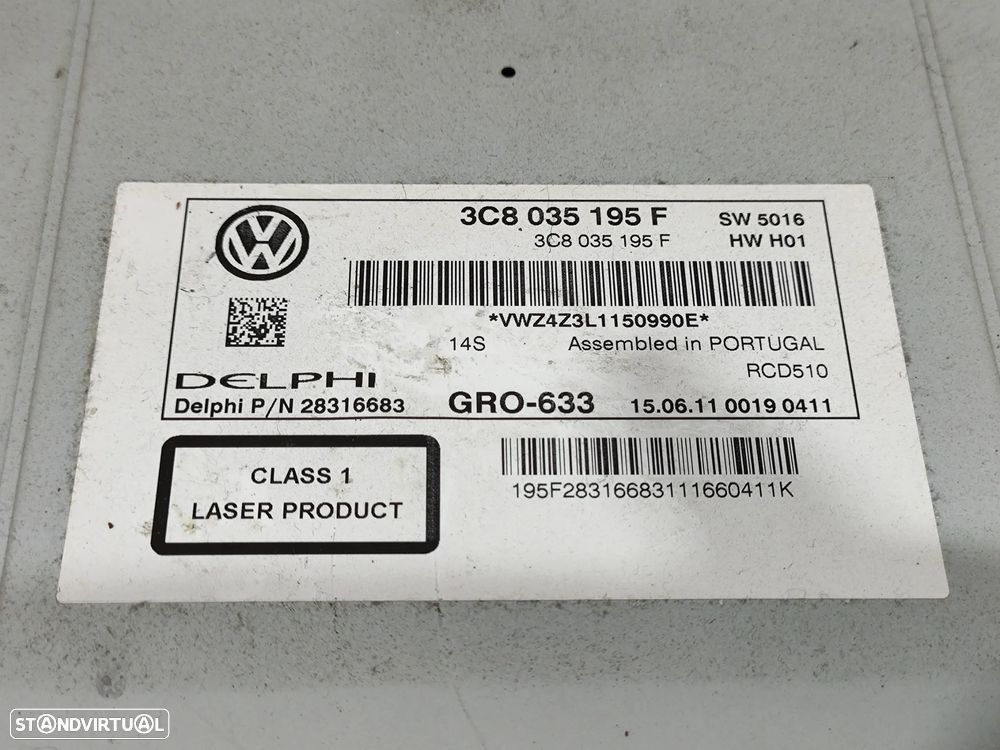 3C8 035 195 F SW 5016
3C8 035 195 F HW H01
*VWZ4Z3L1150990E*
14S Assembled in PORTUGAL
RCD510
DELPHI
Delphi P/N 28316683 GRO-633 15.06.11 0019 0411
CLASS 1
LASER PRODUCT
195F28316683111660411K
STANDVIRTUAL